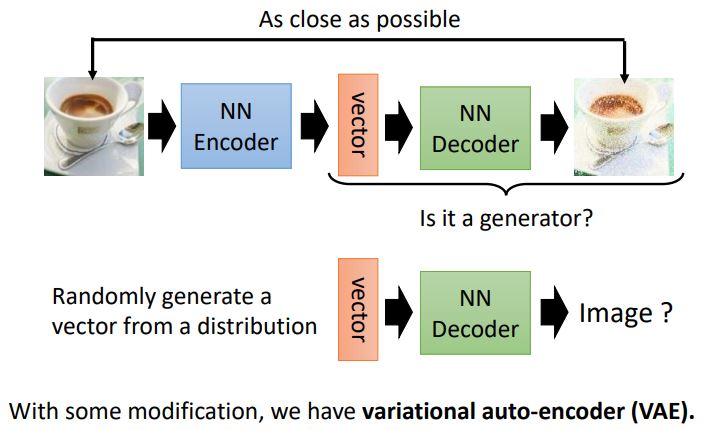 As close as possible
NN
Encoder
vector
NN
Decoder
Is it a generator?
Randomly generate a
vector from a distribution
vector
NN
Decoder
Image ?
With some modification, we have variational auto-encoder (VAE).